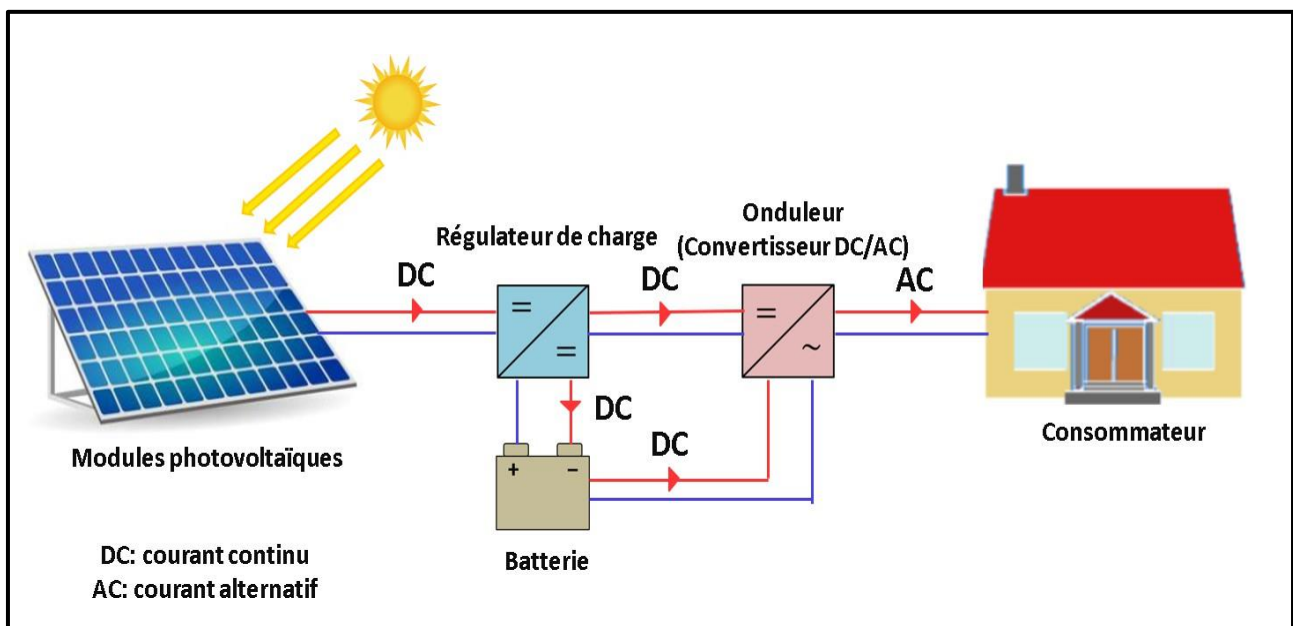 Régulateur de charge
Onduleur
(Convertisseur DC/AC)
DC
DC
AC
=
=
=
~
DC
DC
+ −
Modules photovoltaïques
Consommateur
Batterie
DC: courant continu
AC: courant alternatif